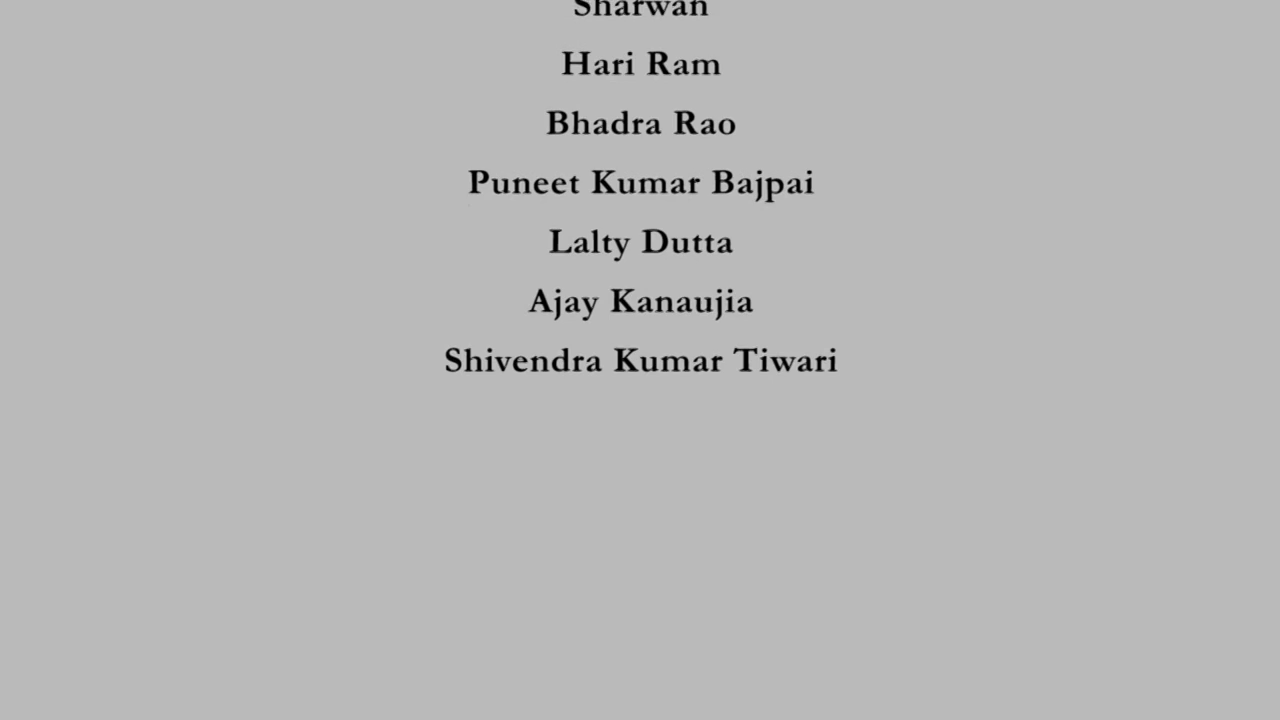 Sharwan
Hari Ram
Bhadra Rao
Puneet Kumar Bajpai
Lalty Dutta
Ajay Kanaujia
Shivendra Kumar Tiwari